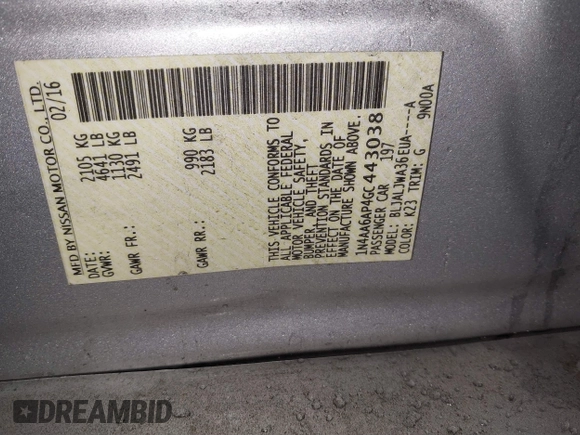 MFD BY NISSAN MOTOR CO., LTD.
DATE: 02/16
GVWR: 2105 KG
4641 LB
GAWR FR.: 1130 KG
2491 LB
GAWR RR.: 990 KG
2183 LB
THIS VEHICLE CONFORMS TO
ALL APPLICABLE FEDERAL
MOTOR VEHICLE SAFETY,
BUMPER, AND THEFT
PREVENTION STANDARDS IN
EFFECT ON THE DATE OF
MANUFACTURE SHOWN ABOVE.
1N4AA6AP4GC443038
PASSENGER CAR 197
MODEL: BLJALJWA36EUA----A
COLOR: K23 TRIM: G 9N00A
DREAMBID